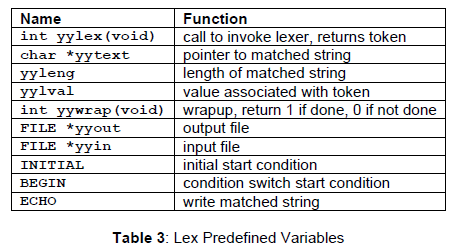 Name Function
int yylex(void) call to invoke lexer, returns token
char *yytext pointer to matched string
yyleng length of matched string
yylval value associated with token
int yywrap(void) wrapup, return 1 if done, 0 if not done
FILE *yyout output file
FILE *yyin input file
INITIAL initial start condition
BEGIN condition switch start condition
ECHO write matched string
Table 3: Lex Predefined Variables